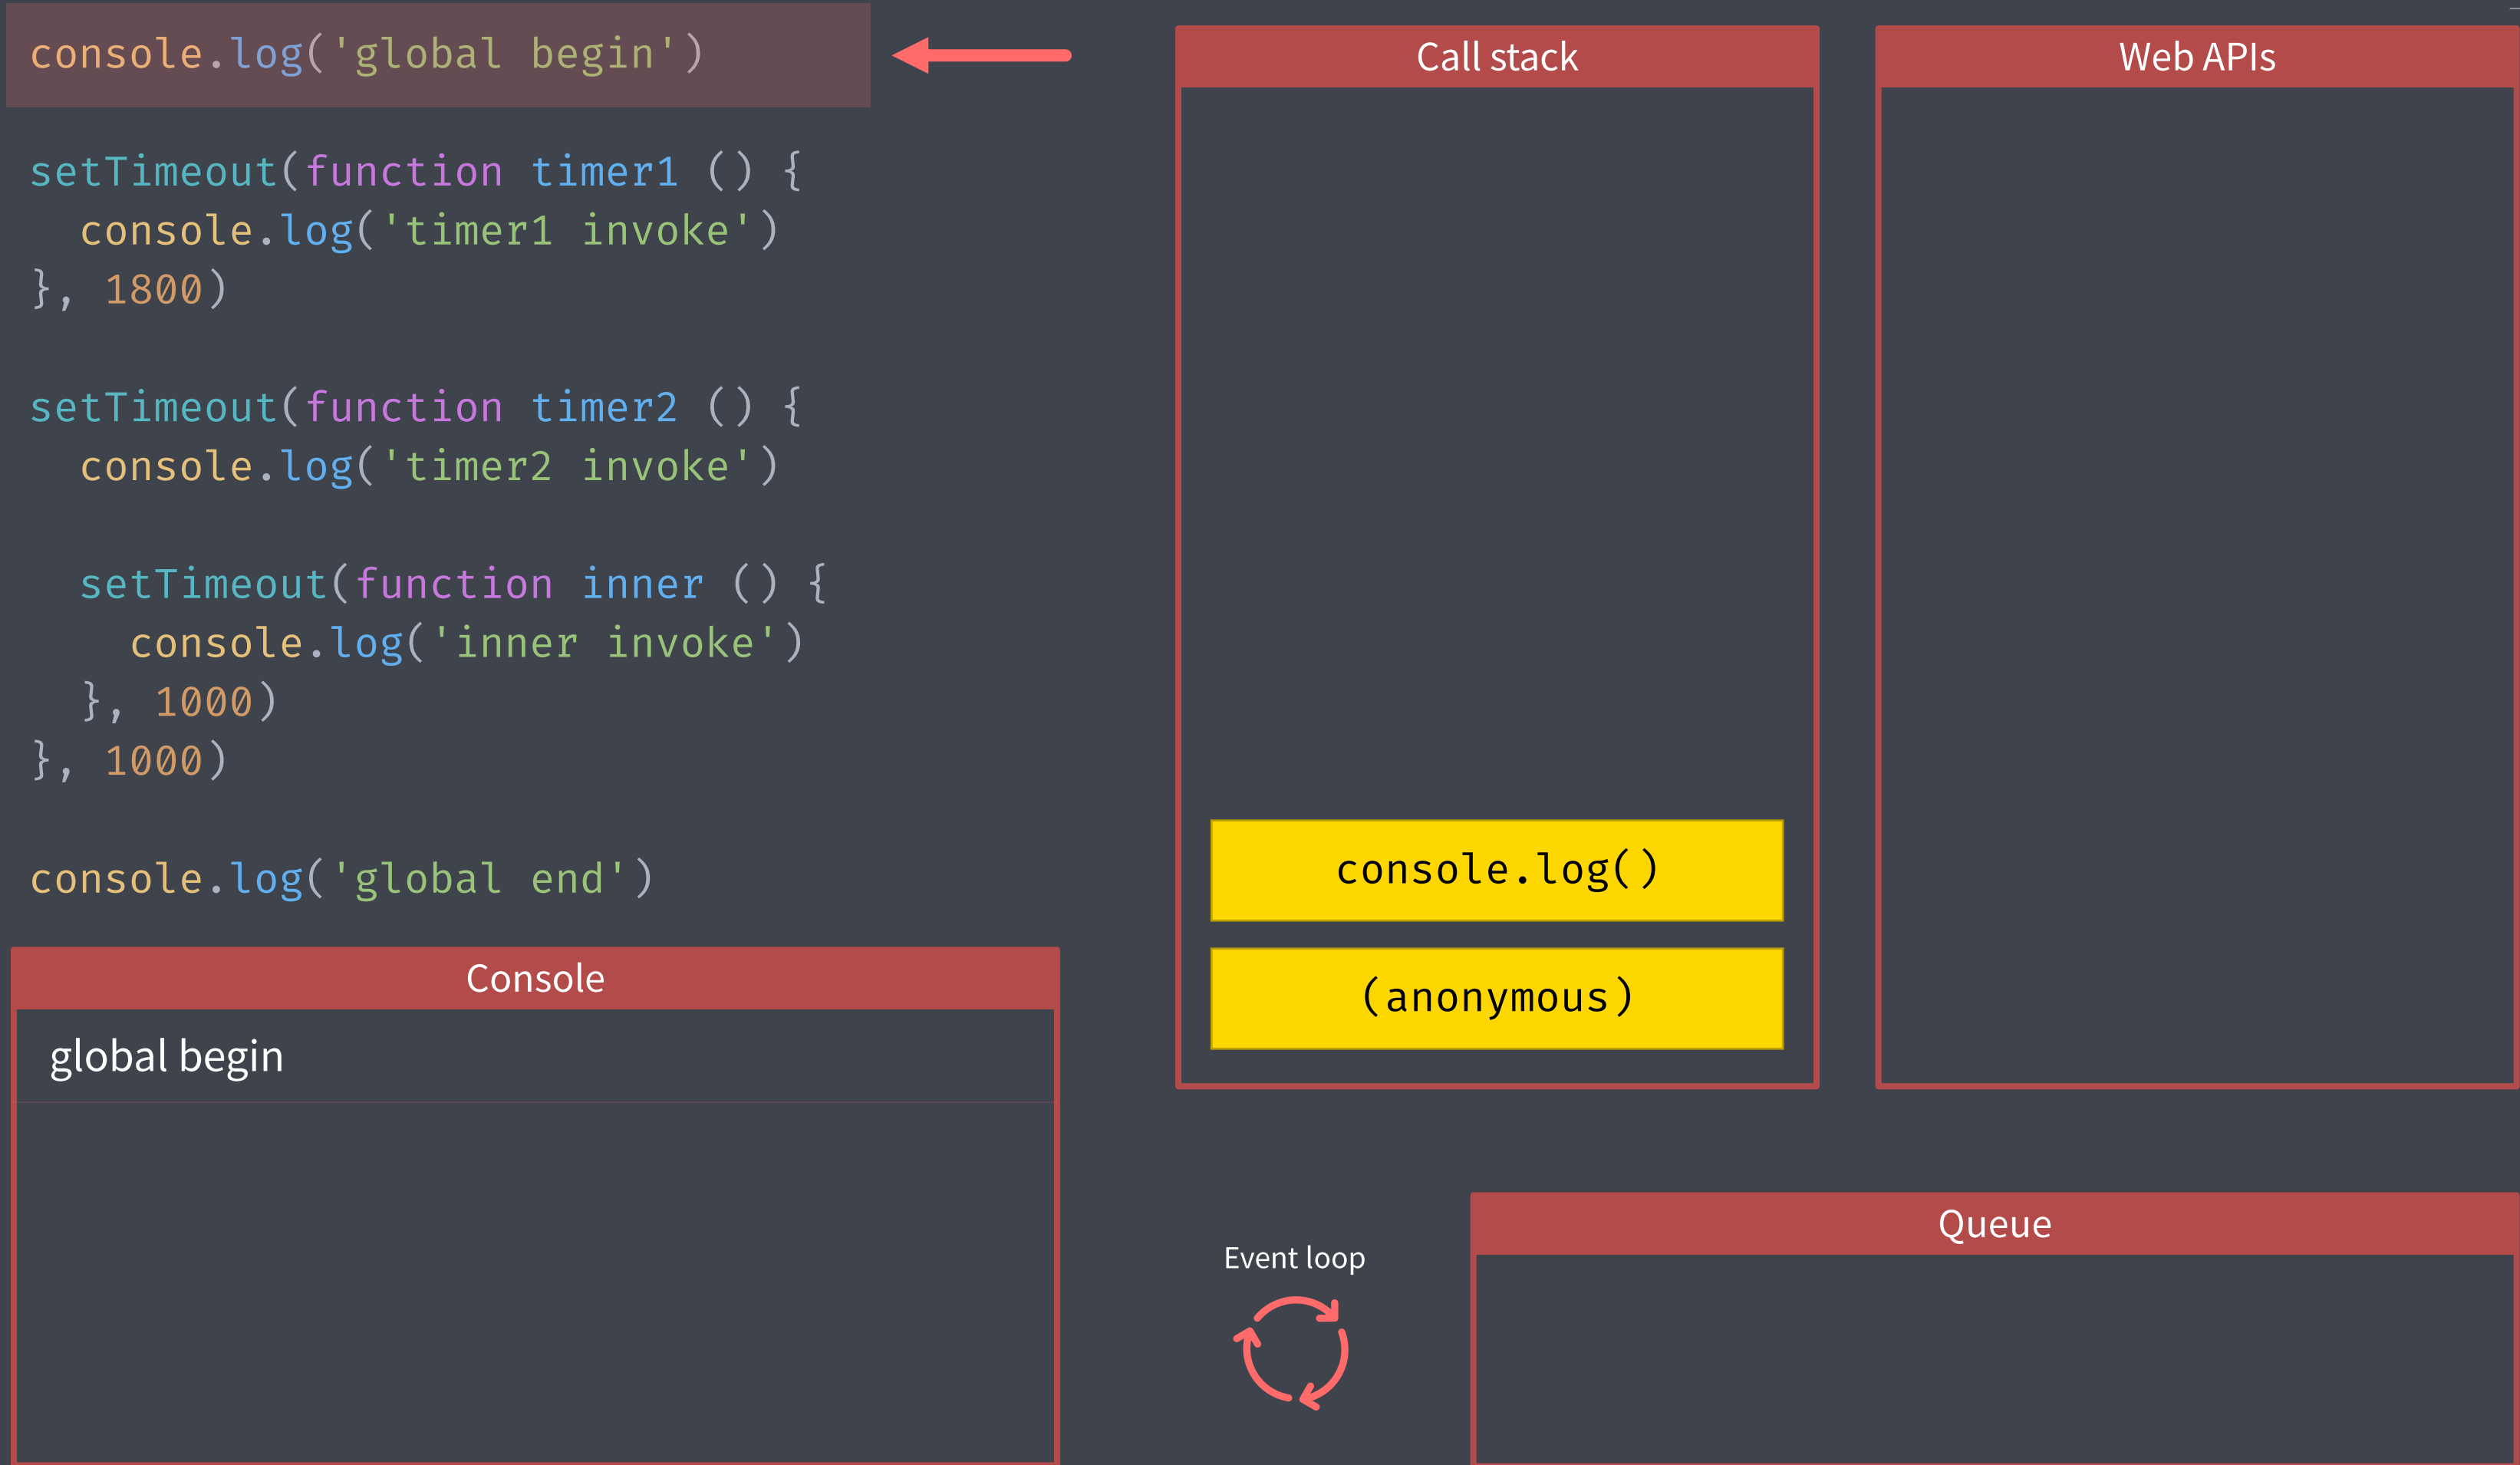 console.log('global begin')
setTimeout(function timer1 () {
  console.log('timer1 invoke')
}, 1800)
setTimeout(function timer2 () {
  console.log('timer2 invoke')
  setTimeout(function inner () {
    console.log('inner invoke')
  }, 1000)
}, 1000)
console.log('global end')
Console
global begin
Call stack
console.log()
(anonymous)
Web APIs
Event loop
Queue